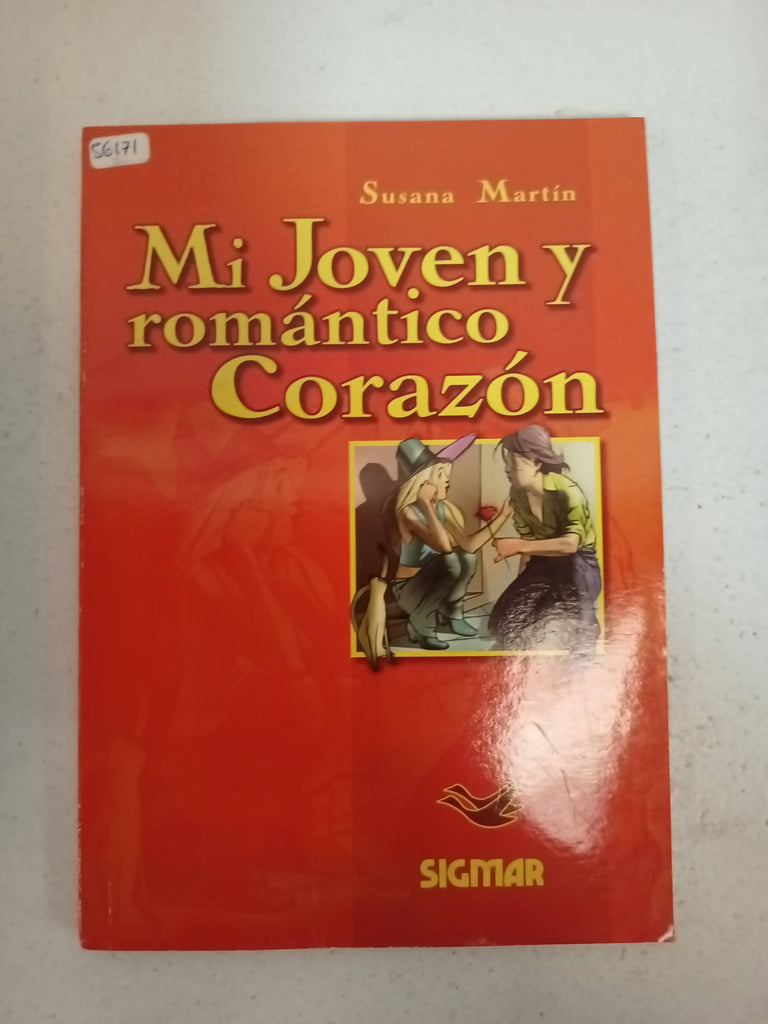 56171
Susana Martín
Mi Joven y
romántico
Corazón
SIGMAR